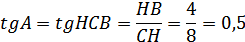 tgA = tgHCB = HB/CH = 4/8 = 0,5